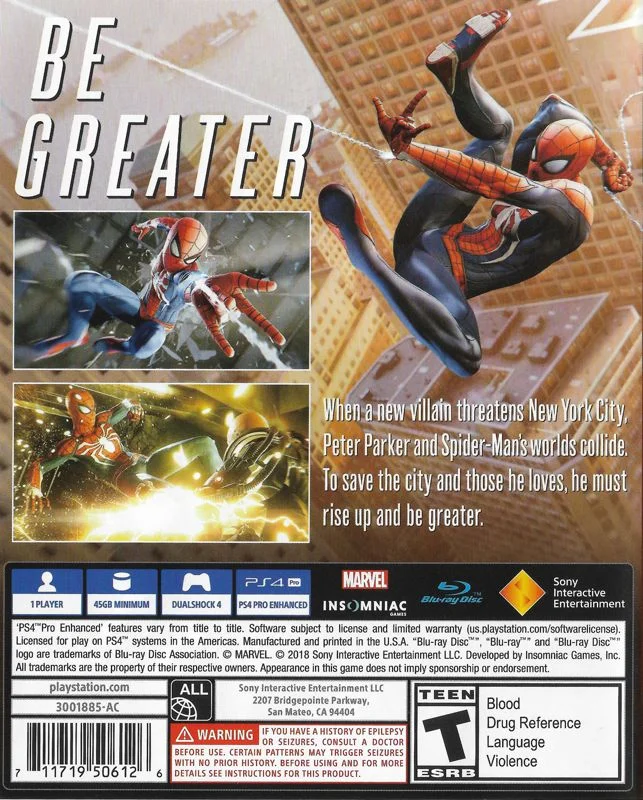 BE
GREATER
When a new villain threatens New York City,
Peter Parker and Spider-Man's worlds collide.
To save the city and those he loves, he must
rise up and be greater.
1 PLAYER
45GB MINIMUM
DUALSHOCK 4
PS4 Pro
PS4 PRO ENHANCED
MARVEL
INSOMNIAC
GAMES
Blu-ray Disc
Sony
Interactive
Entertainment
'PS4™Pro Enhanced' features vary from title to title. Software subject to license and limited warranty (us.playstation.com/softwarelicense).
Licensed for play on PS4™ systems in the Americas. Manufactured and printed in the U.S.A. “Blu-ray Disc™”, “Blu-ray™” and “Blu-ray Disc™”
logo are trademarks of Blu-ray Disc Association. © MARVEL. © 2018 Sony Interactive Entertainment LLC. Developed by Insomniac Games, Inc.
All trademarks are the property of their respective owners. Appearance in this game does not imply sponsorship or endorsement.
playstation.com
3001885-AC
7 11719 50612 6
ALL
Sony Interactive Entertainment LLC
2207 Bridgepointe Parkway,
San Mateo, CA 94404
WARNING IF YOU HAVE A HISTORY OF EPILEPSY
OR SEIZURES, CONSULT A DOCTOR
BEFORE USE. CERTAIN PATTERNS MAY TRIGGER SEIZURES
WITH NO PRIOR HISTORY. BEFORE USING AND FOR MORE
DETAILS SEE INSTRUCTIONS FOR THIS PRODUCT.
TEEN
T
ESRB
Blood
Drug Reference
Language
Violence